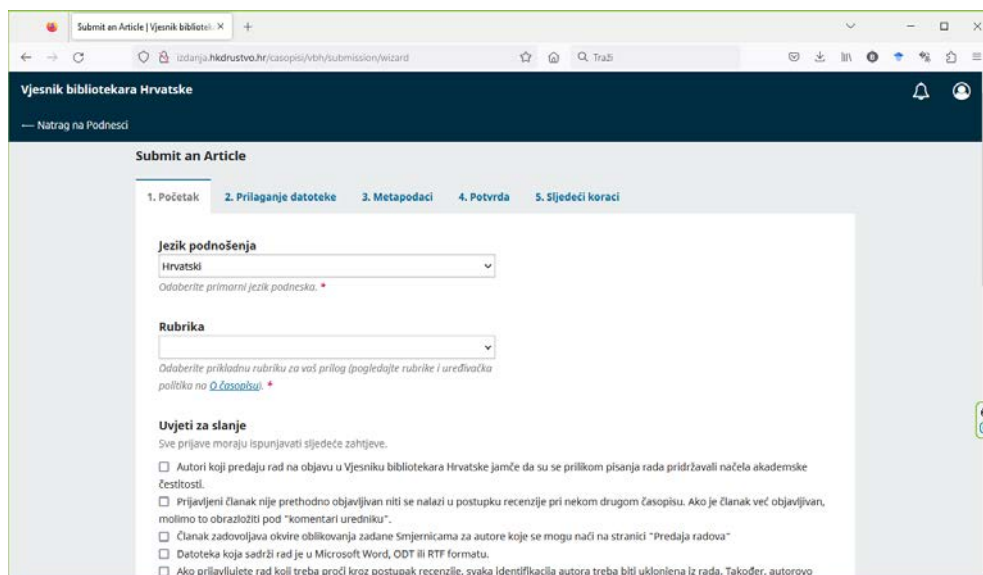 Submit an Article | Vjesnik bibliotek
izdanja.hkdrustvo.hr/casopisi/vbh/submission/wizard
Traži
Vjesnik bibliotekara Hrvatske
← Natrag na Podnesci
Submit an Article
1. Početak 2. Prilaganje datoteke 3. Metapodaci 4. Potvrda 5. Sljedeći koraci
Jezik podnošenja
Hrvatski
Odaberite primarni jezik podneska. *
Rubrika
Odaberite prikladnu rubriku za vaš prilog (pogledajte rubrike i uređivačka
politika na O časopisu). *
Uvjeti za slanje
Sve prijave moraju ispunjavati sljedeće zahtjeve.
Autori koji predaju rad na objavu u Vjesniku bibliotekara Hrvatske jamče da su se prilikom pisanja rada pridržavali načela akademske
čestitosti.
Prijavljeni članak nije prethodno objavljivan niti se nalazi u postupku recenzije pri nekom drugom časopisu. Ako je članak već objavljivan,
molimo to obrazložiti pod "komentari uredniku".
Članak zadovoljava okvire oblikovanja zadane Smjernicama za autore koje se mogu naći na stranici "Predaja radova"
Datoteka koja sadrži rad je u Microsoft Word, ODT ili RTF formatu.
Ako prijavljujete rad koji treba proći kroz postupak recenzije, svaka identifikacija autora treba biti uklonjena iz rada. Također, autorovo